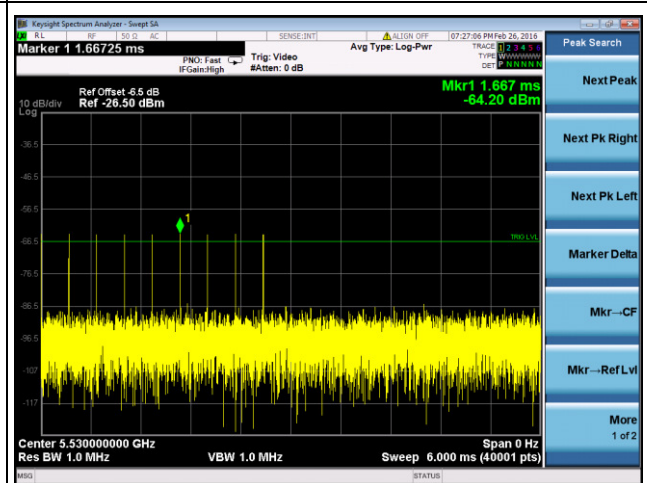 Keysight Spectrum Analyzer - Swept SA
RL RF 50 Ω AC SENSE:INT ALIGN OFF 07:27:06 PM Feb 26, 2016
Marker 1 1.66725 ms
PNO: Fast
IFGain:High
Trig: Video
#Atten: 0 dB
Avg Type: Log-Pwr
TRACE 1 2 3 4 5 6
TYPE W
DET P N N N N N
Peak Search
Ref Offset -6.5 dB
10 dB/div Ref -26.50 dBm
Log
Mkr1 1.667 ms
-64.20 dBm
Next Peak
Next Pk Right
Next Pk Left
Marker Delta
Mkr→CF
Mkr→Ref Lvl
More
1 of 2
1
TRIG LVL
-36.5
-46.5
-56.5
-66.5
-76.5
-86.5
-96.5
-107
-117
Center 5.530000000 GHz Span 0 Hz
Res BW 1.0 MHz VBW 1.0 MHz Sweep 6.000 ms (40001 pts)
MSG STATUS